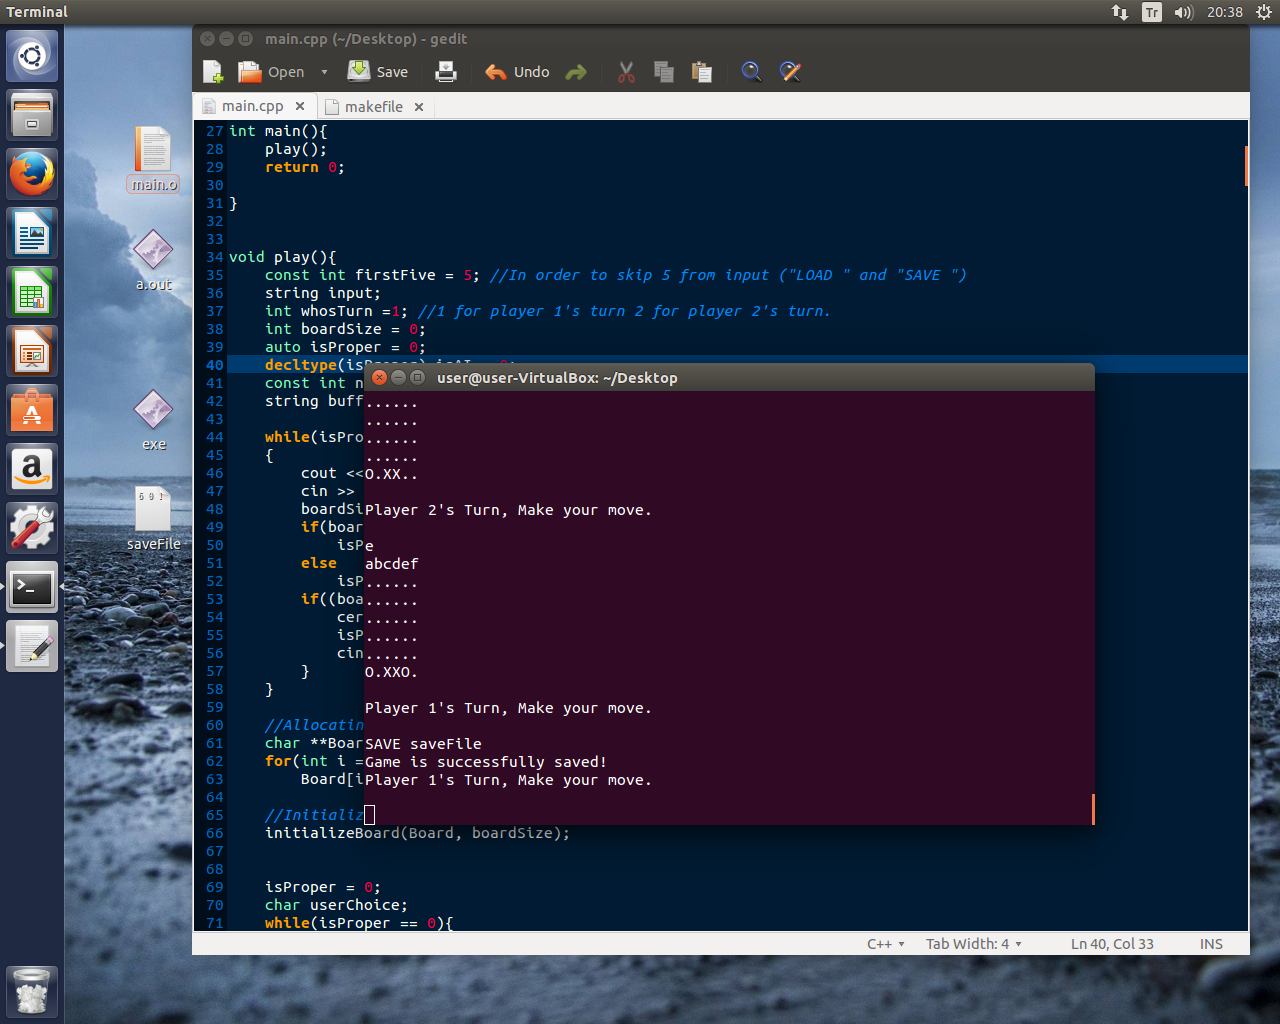 Terminal
Tr
20:38
main.cpp (~/Desktop) - gedit
Open
Save
Undo
main.cpp
makefile
main.o
a.out
exe
6 0 1
saveFile
27 int main(){
28     play();
29     return 0;
30
31 }
32
33
34 void play(){
35     const int firstFive = 5; //In order to skip 5 from input ("LOAD " and "SAVE ")
36     string input;
37     int whosTurn =1; //1 for player 1's turn 2 for player 2's turn.
38     int boardSize = 0;
39     auto isProper = 0;
40     decltype(isProper) isAI = 0;
41     const int n
42     string buff
43
44     while(isPro
45     {
46         cout <<
47         cin >>
48         boardSi
49         if(boar
50             isP
51         else
52             isP
53         if((boa
54             cer
55             isP
56             cin
57         }
58     }
59
60     //Allocatin
61     char **Boar
62     for(int i =
63         Board[i
64
65     //Initializ
66     initializeBoard(Board, boardSize);
67
68
69     isProper = 0;
70     char userChoice;
71     while(isProper == 0){
user@user-VirtualBox: ~/Desktop
......
......
......
......
O.XX..
Player 2's Turn, Make your move.
e
abcdef
......
......
......
......
......
O.XXO.
Player 1's Turn, Make your move.
SAVE saveFile
Game is successfully saved!
Player 1's Turn, Make your move.
C++
Tab Width: 4
Ln 40, Col 33
INS